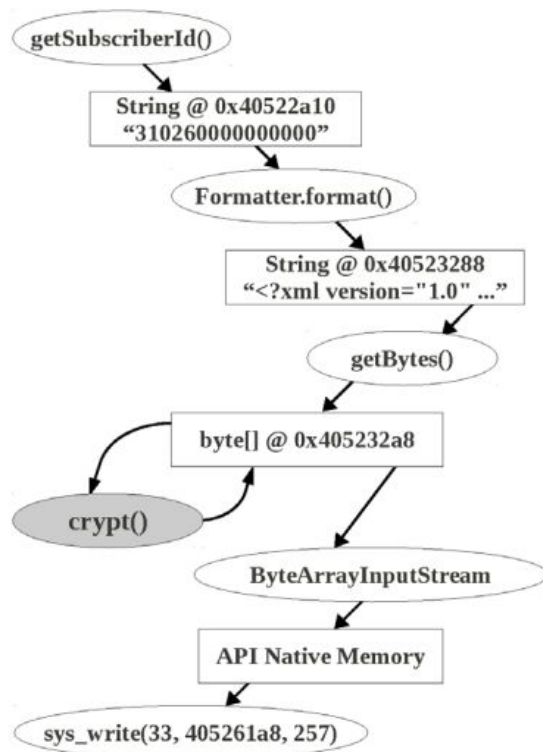 getSubscriberId()
String @ 0x40522a10
“310260000000000”
Formatter.format()
String @ 0x40523288
“<?xml version="1.0" ...”
getBytes()
byte[] @ 0x405232a8
crypt()
ByteArrayInputStream
API Native Memory
sys_write(33, 405261a8, 257)